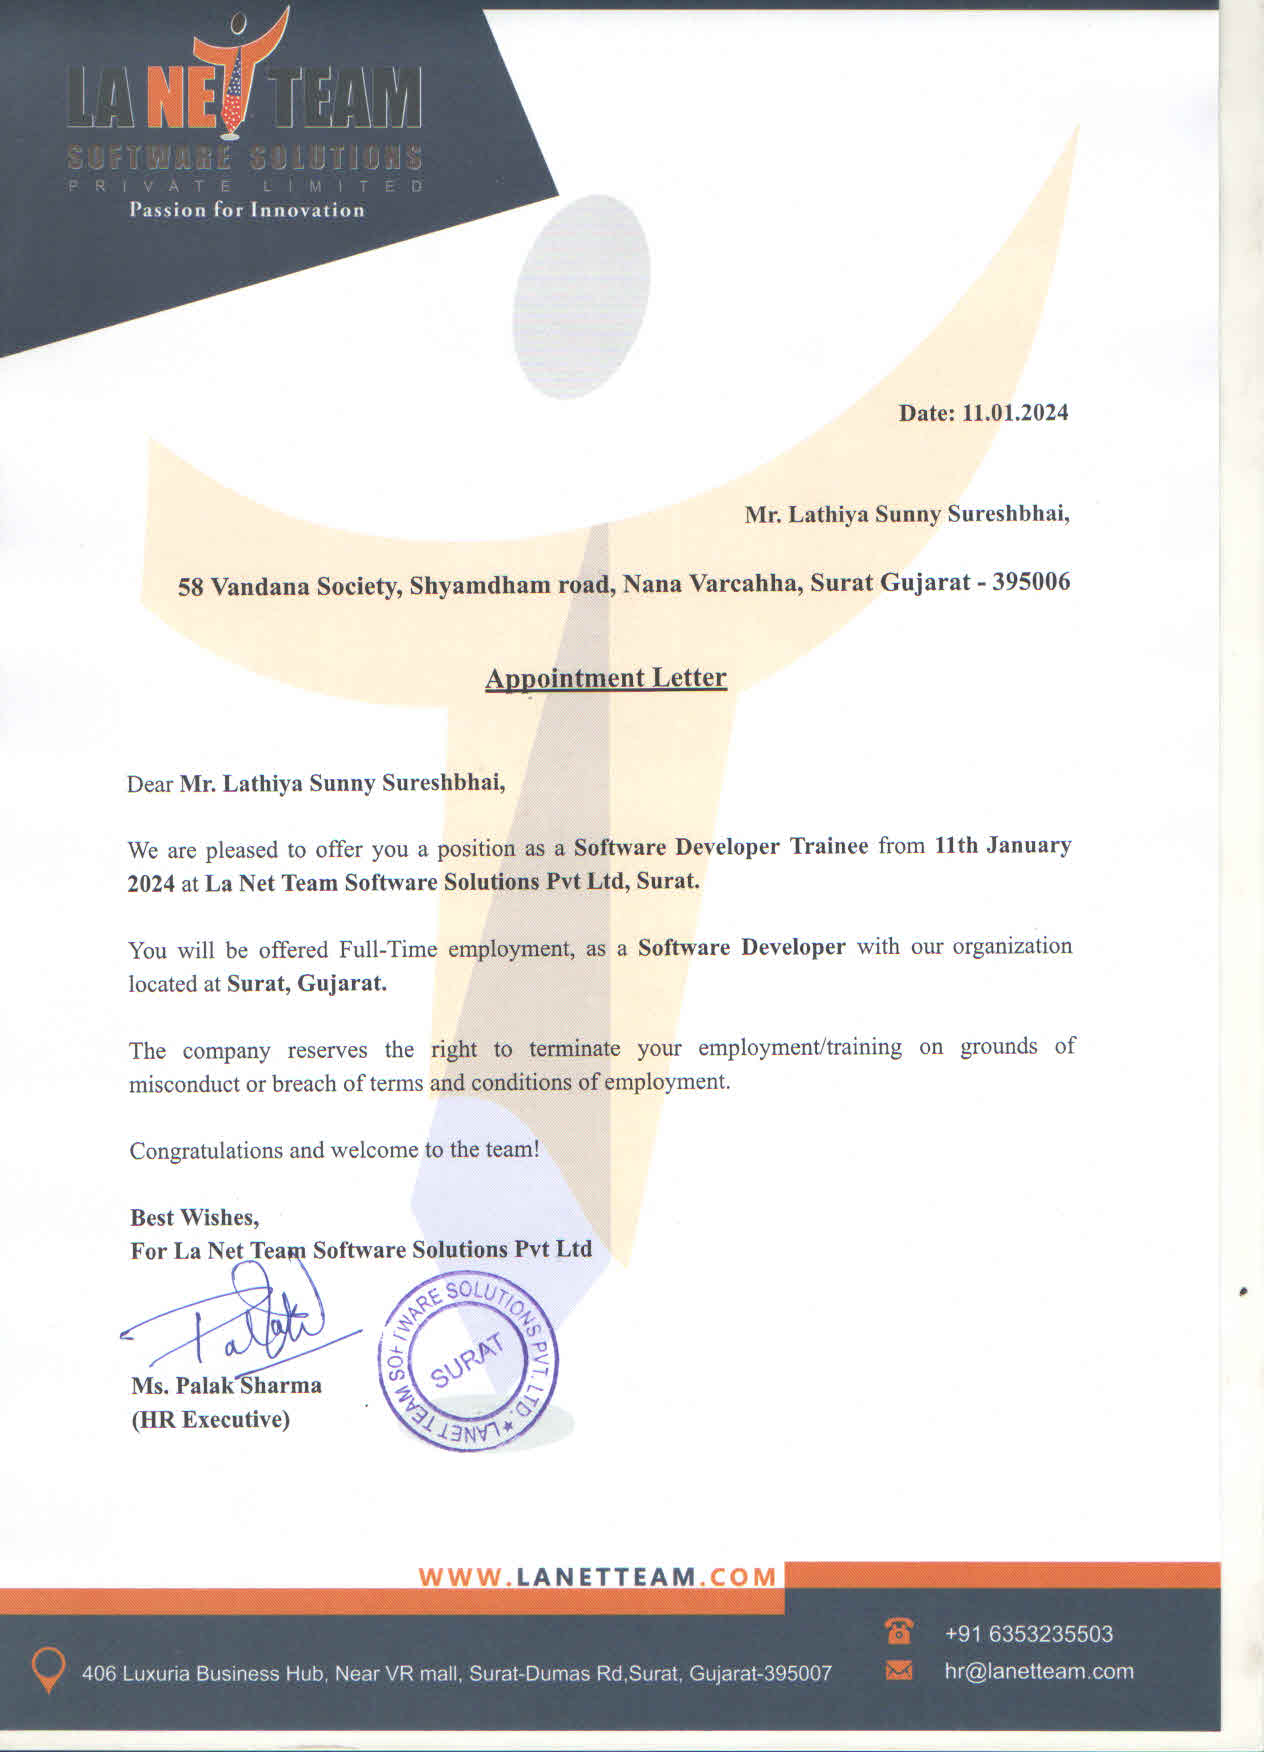 LA NET TEAM
SOFTWARE SOLUTIONS
PRIVATE LIMITED
Passion for Innovation
Date: 11.01.2024
Mr. Lathiya Sunny Sureshbhai,
58 Vandana Society, Shyamdham road, Nana Varcahha, Surat Gujarat - 395006
Appointment Letter
Dear Mr. Lathiya Sunny Sureshbhai,
We are pleased to offer you a position as a Software Developer Trainee from 11th January
2024 at La Net Team Software Solutions Pvt Ltd, Surat.
You will be offered Full-Time employment, as a Software Developer with our organization
located at Surat, Gujarat.
The company reserves the right to terminate your employment/training on grounds of
misconduct or breach of terms and conditions of employment.
Congratulations and welcome to the team!
Best Wishes,
For La Net Team Software Solutions Pvt Ltd
Palak
LANET TEAM SOFTWARE SOLUTIONS PVT. LTD. ★
SURAT
Ms. Palak Sharma
(HR Executive)
WWW.LANETTEAM.COM
+91 6353235503
406 Luxuria Business Hub, Near VR mall, Surat-Dumas Rd,Surat, Gujarat-395007
hr@lanetteam.com